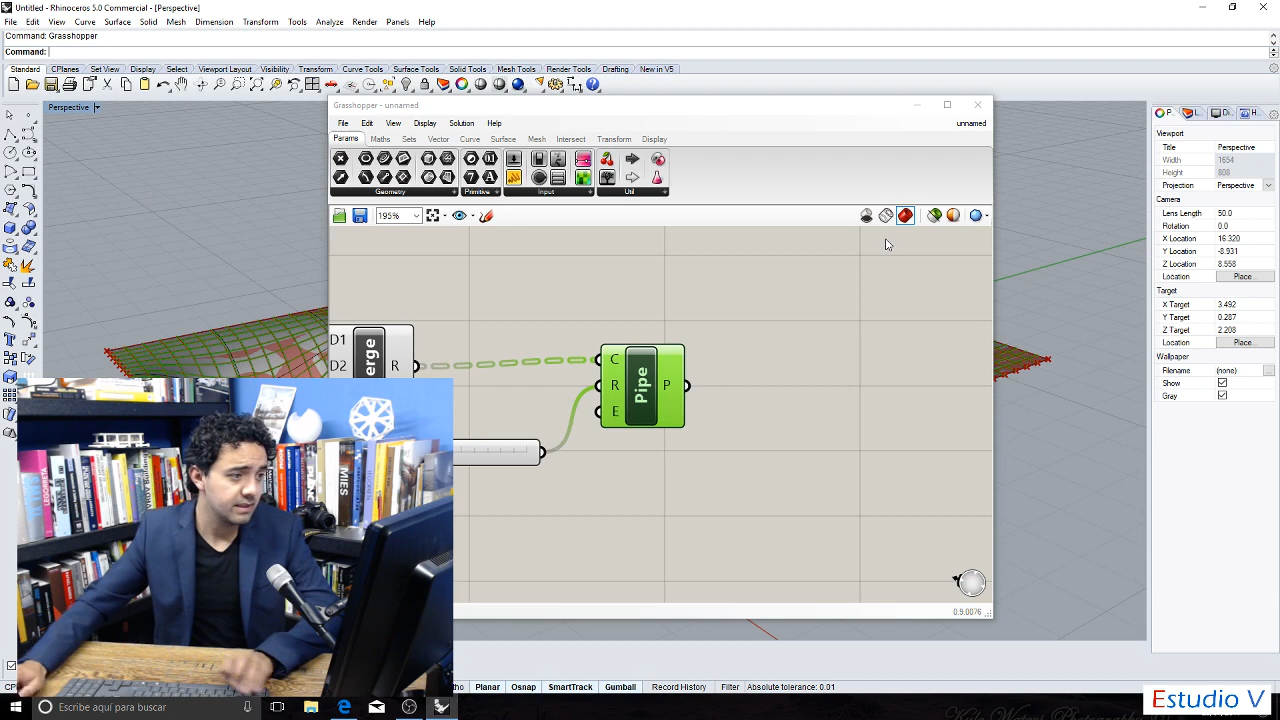 Untitled - Rhinoceros 5.0 Commercial - [Perspective]
File Edit View Curve Surface Solid Mesh Dimension Transform Tools Analyze Render Panels Help
Command: Grasshopper
Command:
Standard CPlanes Set View Display Select Viewport Layout Visibility Transform Curve Tools Surface Tools Solid Tools Mesh Tools Render Tools Drafting New in V5
Perspective
Grasshopper - unnamed
File Edit View Display Solution Help
unnamed
Params Maths Sets Vector Curve Surface Mesh Intersect Transform Display
Geometry Primitive Input Util
195%
D1
D2
erge
R
C
R
E
Pipe
P
0.9.0076
Viewport
Title Perspective
Width 1654
Height 808
Projection Perspective
Camera
Lens Length 50.0
Rotation 0.0
X Location 16.320
Y Location -8.931
Z Location 8.558
Location Place...
Target
X Target 3.492
Y Target 0.287
Z Target 2.208
Location Place...
Wallpaper
Filename (none)
Show
Gray
MIES
Planar Osnap SmartTrack Gumball Record History Filter Absolute tolerance: 0.01
Escribe aquí para buscar
Estudio V